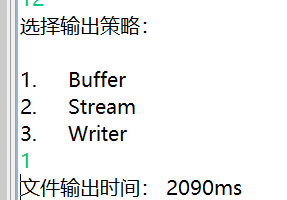 12
选择输出策略：
1. Buffer
2. Stream
3. Writer
1
文件输出时间： 2090ms